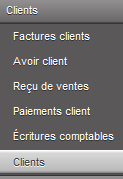 Clients
Factures clients
Avoir client
Reçu de ventes
Paiements client
Écritures comptables
Clients